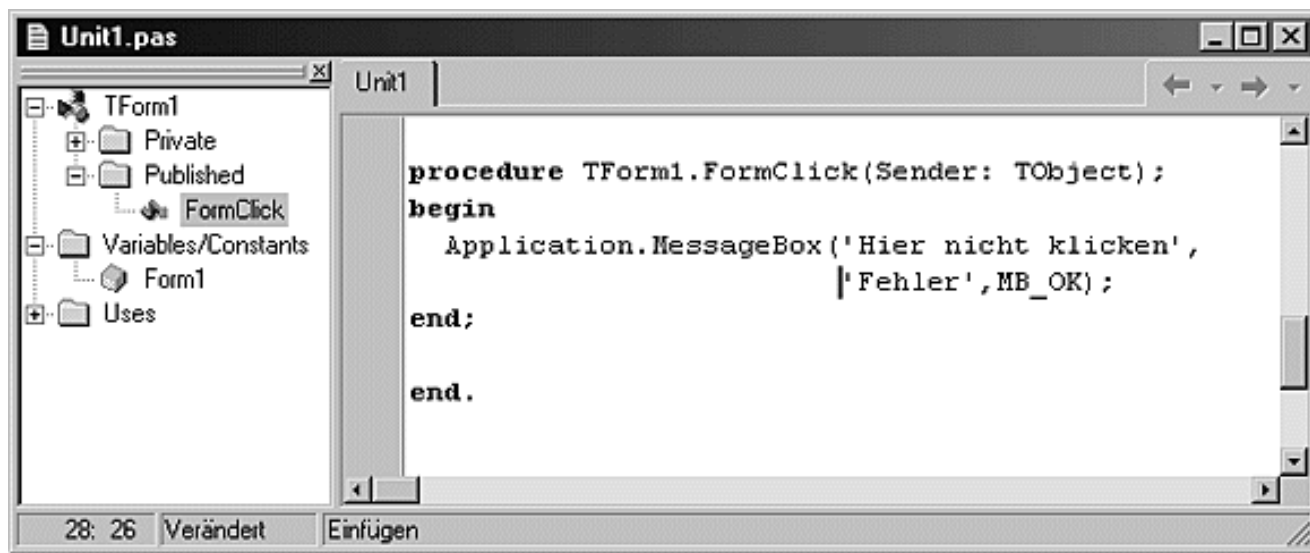 Unit1.pas
TForm1
Private
Published
FormClick
Variables/Constants
Form1
Uses
Unit1
procedure TForm1.FormClick(Sender: TObject);
begin
Application.MessageBox('Hier nicht klicken',
'Fehler',MB_OK);
end;
end.
28: 26 Verändert Einfügen